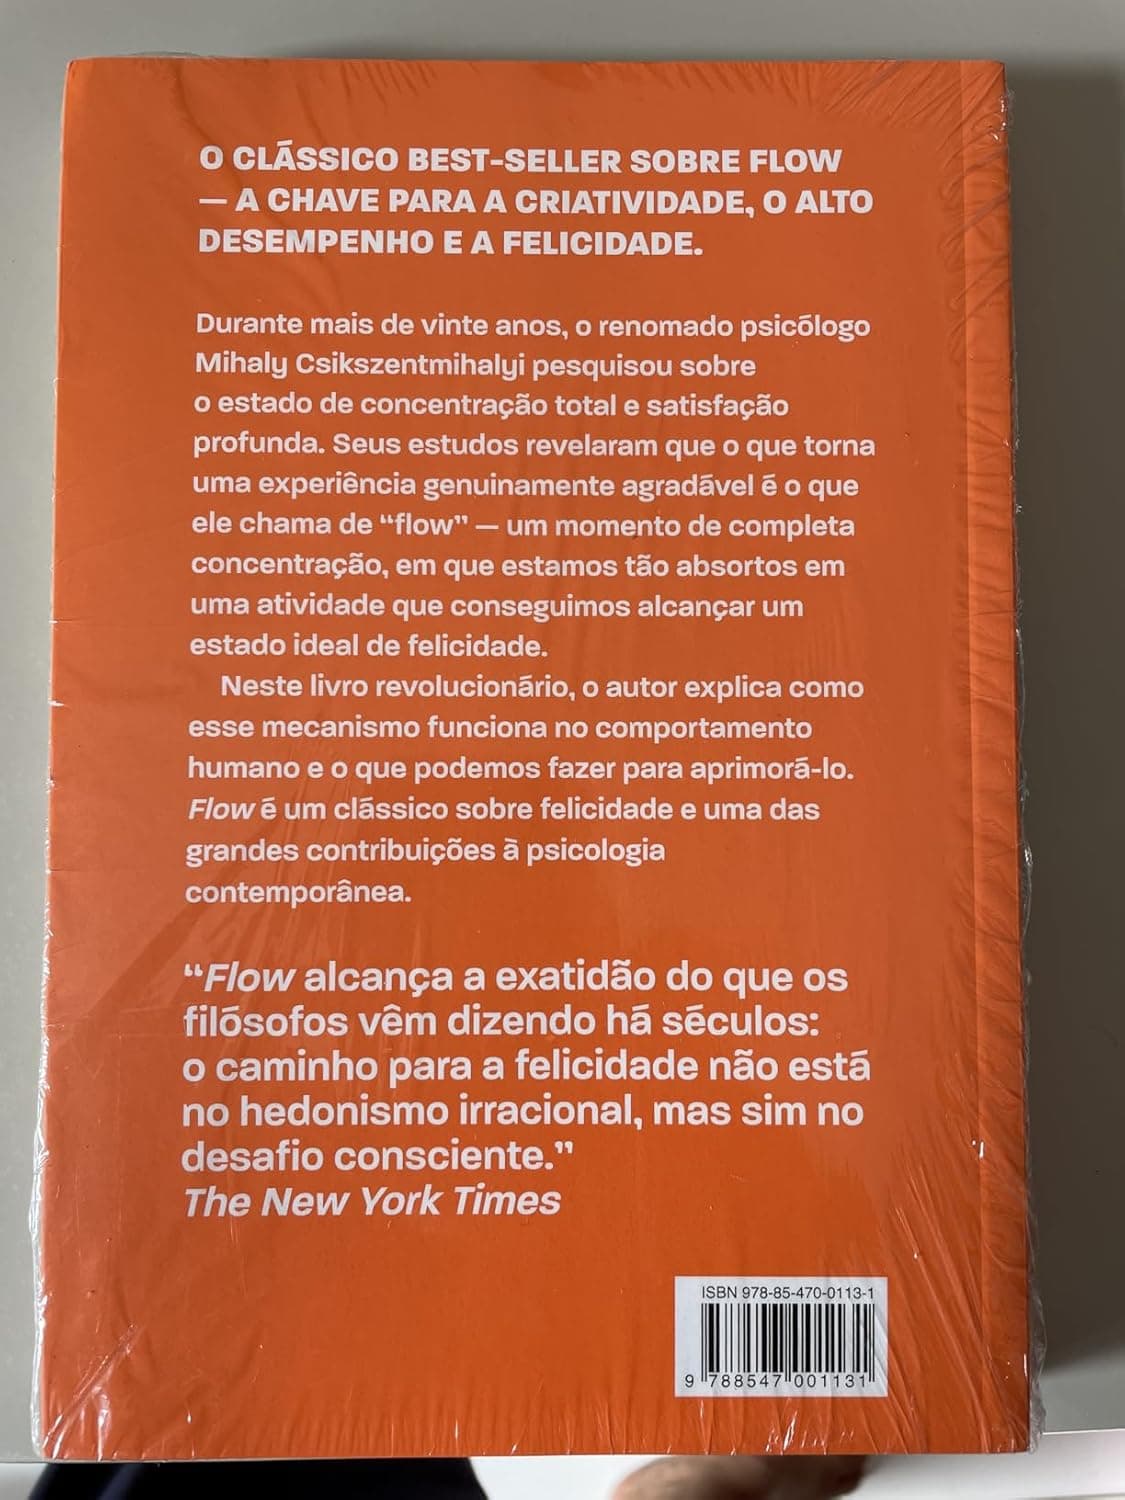 O CLÁSSICO BEST-SELLER SOBRE FLOW
— A CHAVE PARA A CRIATIVIDADE, O ALTO
DESEMPENHO E A FELICIDADE.
Durante mais de vinte anos, o renomado psicólogo
Mihaly Csikszentmihalyi pesquisou sobre
o estado de concentração total e satisfação
profunda. Seus estudos revelaram que o que torna
uma experiência genuinamente agradável é o que
ele chama de “flow” — um momento de completa
concentração, em que estamos tão absortos em
uma atividade que conseguimos alcançar um
estado ideal de felicidade.
Neste livro revolucionário, o autor explica como
esse mecanismo funciona no comportamento
humano e o que podemos fazer para aprimorá-lo.
Flow é um clássico sobre felicidade e uma das
grandes contribuições à psicologia
contemporânea.
“Flow alcança a exatidão do que os
filósofos vêm dizendo há séculos:
o caminho para a felicidade não está
no hedonismo irracional, mas sim no
desafio consciente.”
The New York Times
ISBN 978-85-470-0113-1
9 788547 001131